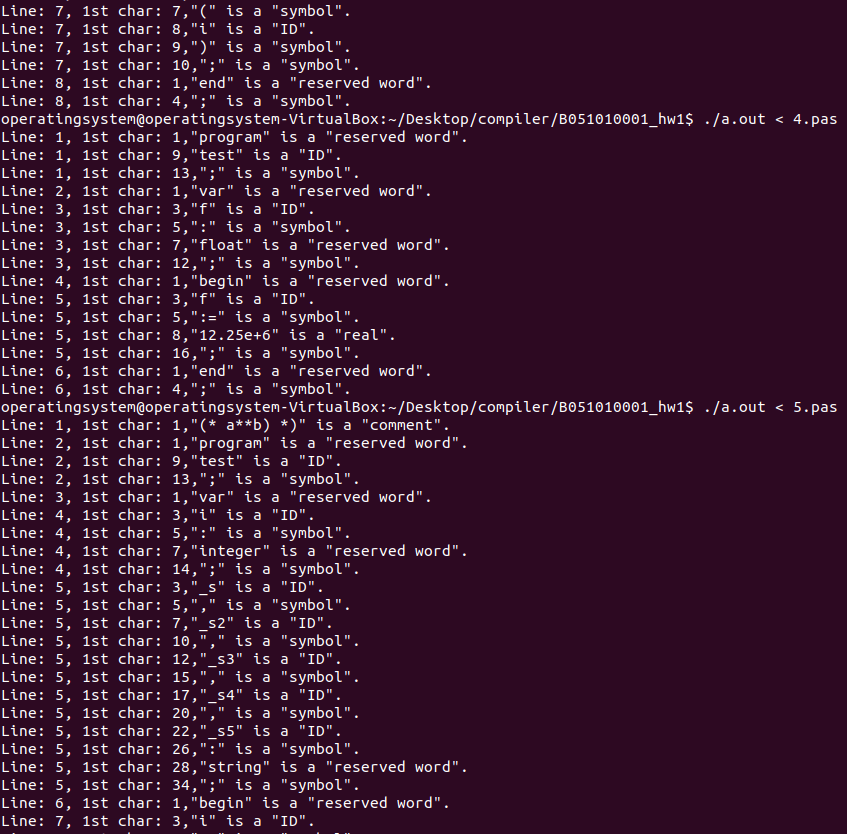 Line: 7, 1st char: 7,"(" is a "symbol".
Line: 7, 1st char: 8,"i" is a "ID".
Line: 7, 1st char: 9,")" is a "symbol".
Line: 7, 1st char: 10,";" is a "symbol".
Line: 8, 1st char: 1,"end" is a "reserved word".
Line: 8, 1st char: 4,";" is a "symbol".
operatingsystem@operatingsystem-VirtualBox:~/Desktop/compiler/B051010001_hw1$ ./a.out < 4.pas
Line: 1, 1st char: 1,"program" is a "reserved word".
Line: 1, 1st char: 9,"test" is a "ID".
Line: 1, 1st char: 13,";" is a "symbol".
Line: 2, 1st char: 1,"var" is a "reserved word".
Line: 3, 1st char: 3,"f" is a "ID".
Line: 3, 1st char: 5,":" is a "symbol".
Line: 3, 1st char: 7,"float" is a "reserved word".
Line: 3, 1st char: 12,";" is a "symbol".
Line: 4, 1st char: 1,"begin" is a "reserved word".
Line: 5, 1st char: 3,"f" is a "ID".
Line: 5, 1st char: 5,":=" is a "symbol".
Line: 5, 1st char: 8,"12.25e+6" is a "real".
Line: 5, 1st char: 16,";" is a "symbol".
Line: 6, 1st char: 1,"end" is a "reserved word".
Line: 6, 1st char: 4,";" is a "symbol".
operatingsystem@operatingsystem-VirtualBox:~/Desktop/compiler/B051010001_hw1$ ./a.out < 5.pas
Line: 1, 1st char: 1,"(* a**b) *)" is a "comment".
Line: 2, 1st char: 1,"program" is a "reserved word".
Line: 2, 1st char: 9,"test" is a "ID".
Line: 2, 1st char: 13,";" is a "symbol".
Line: 3, 1st char: 1,"var" is a "reserved word".
Line: 4, 1st char: 3,"i" is a "ID".
Line: 4, 1st char: 5,":" is a "symbol".
Line: 4, 1st char: 7,"integer" is a "reserved word".
Line: 4, 1st char: 14,";" is a "symbol".
Line: 5, 1st char: 3,"_s" is a "ID".
Line: 5, 1st char: 5,"," is a "symbol".
Line: 5, 1st char: 7,"_s2" is a "ID".
Line: 5, 1st char: 10,"," is a "symbol".
Line: 5, 1st char: 12,"_s3" is a "ID".
Line: 5, 1st char: 15,"," is a "symbol".
Line: 5, 1st char: 17,"_s4" is a "ID".
Line: 5, 1st char: 20,"," is a "symbol".
Line: 5, 1st char: 22,"_s5" is a "ID".
Line: 5, 1st char: 26,":" is a "symbol".
Line: 5, 1st char: 28,"string" is a "reserved word".
Line: 5, 1st char: 34,";" is a "symbol".
Line: 6, 1st char: 1,"begin" is a "reserved word".
Line: 7, 1st char: 3,"i" is a "ID".